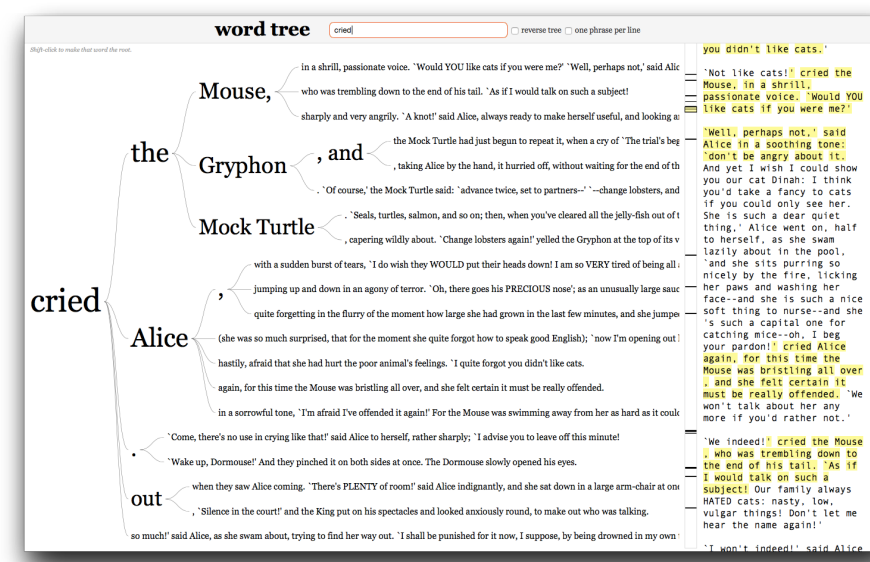 word tree
cried
reverse tree
one phrase per line
Shift-click to make that word the root.
cried
the
Mouse,
in a shrill, passionate voice. `Would YOU like cats if you were me?' `Well, perhaps not,' said Alic
who was trembling down to the end of his tail. `As if I would talk on such a subject!
sharply and very angrily. `A knot!' said Alice, always ready to make herself useful, and looking a
Gryphon
, and
the Mock Turtle had just begun to repeat it, when a cry of `The trial's beg
, taking Alice by the hand, it hurried off, without waiting for the end of th
. `Of course,' the Mock Turtle said: `advance twice, set to partners--' `--change lobsters, and
Mock Turtle
. `Seals, turtles, salmon, and so on; then, when you've cleared all the jelly-fish out of t
, capering wildly about. `Change lobsters again!' yelled the Gryphon at the top of its v
Alice
,
with a sudden burst of tears, `I do wish they WOULD put their heads down! I am so VERY tired of being all
jumping up and down in an agony of terror. `Oh, there goes his PRECIOUS nose'; as an unusually large sauc
quite forgetting in the flurry of the moment how large she had grown in the last few minutes, and she jumpe
(she was so much surprised, that for the moment she quite forgot how to speak good English); `now I'm opening out
hastily, afraid that she had hurt the poor animal's feelings. `I quite forgot you didn't like cats.
again, for this time the Mouse was bristling all over, and she felt certain it must be really offended.
in a sorrowful tone, `I'm afraid I've offended it again!' For the Mouse was swimming away from her as hard as it coul
.
`Come, there's no use in crying like that!' said Alice to herself, rather sharply; `I advise you to leave off this minute!
`Wake up, Dormouse!' And they pinched it on both sides at once. The Dormouse slowly opened his eyes.
out
when they saw Alice coming. `There's PLENTY of room!' said Alice indignantly, and she sat down in a large arm-chair at one
, `Silence in the court!' and the King put on his spectacles and looked anxiously round, to make out who was talking.
so much!' said Alice, as she swam about, trying to find her way out. `I shall be punished for it now, I suppose, by being drowned in my own
you didn't like cats.'
`Not like cats!' cried the
Mouse, in a shrill,
passionate voice. `Would YOU
like cats if you were me?'
`Well, perhaps not,' said
Alice in a soothing tone:
`don't be angry about it.
And yet I wish I could show
you our cat Dinah: I think
you'd take a fancy to cats
if you could only see her.
She is such a dear quiet
thing,' Alice went on, half
to herself, as she swam
lazily about in the pool,
`and she sits purring so
nicely by the fire, licking
her paws and washing her
face--and she is such a nice
soft thing to nurse--and she
's such a capital one for
catching mice--oh, I beg
your pardon!' cried Alice
again, for this time the
Mouse was bristling all over
, and she felt certain it
must be really offended. `We
won't talk about her any
more if you'd rather not.'
`We indeed!' cried the Mouse
, who was trembling down to
the end of his tail. `As if
I would talk on such a
subject! Our family always
HATED cats: nasty, low,
vulgar things! Don't let me
hear the name again!'
`I won't indeed!' said Alice